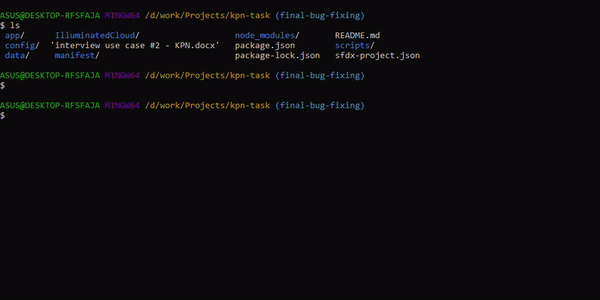 ASUS@DESKTOP-RFSFAJA MINGW64 /d/work/Projects/kpn-task (final-bug-fixing)
$ ls
app/ IlluminatedCloud/ node_modules/ README.md
config/ 'interview use case #2 - KPN.docx' package.json scripts/
data/ manifest/ package-lock.json sfdx-project.json
ASUS@DESKTOP-RFSFAJA MINGW64 /d/work/Projects/kpn-task (final-bug-fixing)
$
ASUS@DESKTOP-RFSFAJA MINGW64 /d/work/Projects/kpn-task (final-bug-fixing)
$